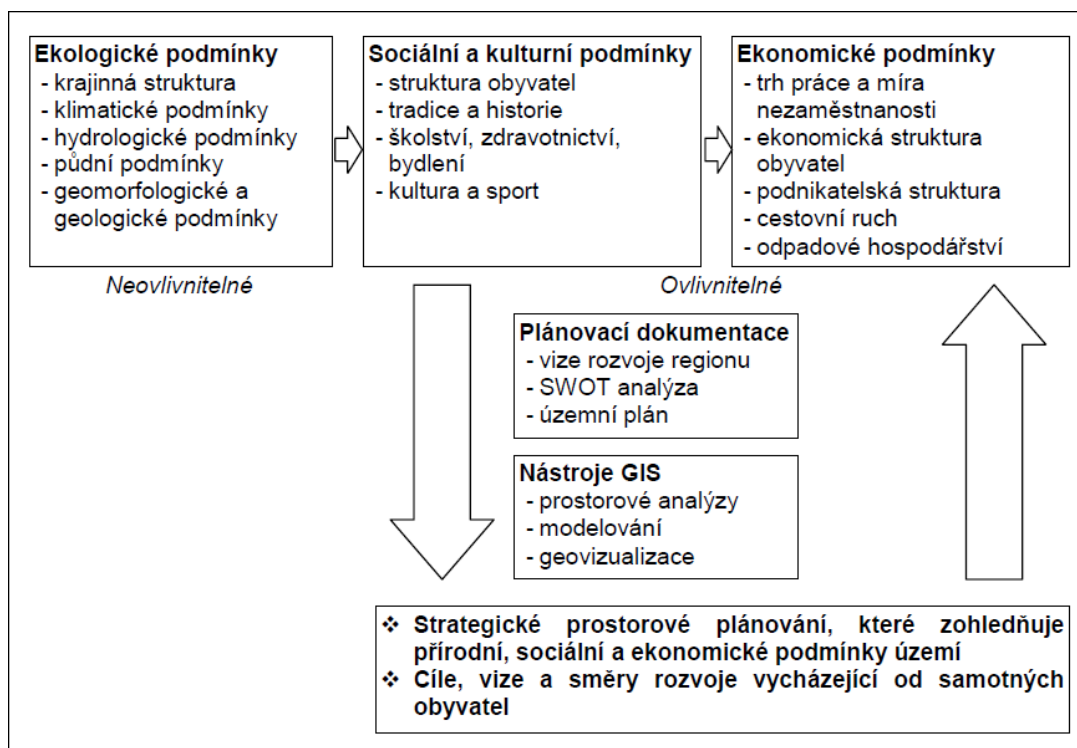 Ekologické podmínky
- krajinná struktura
- klimatické podmínky
- hydrologické podmínky
- půdní podmínky
- geomorfologické a
geologické podmínky
Neovlivnitelné
Sociální a kulturní podmínky
- struktura obyvatel
- tradice a historie
- školství, zdravotnictví,
bydlení
- kultura a sport
Ekonomické podmínky
- trh práce a míra
nezaměstnanosti
- ekonomická struktura
obyvatel
- podnikatelská struktura
- cestovní ruch
- odpadové hospodářství
Ovlivnitelné
Plánovací dokumentace
- vize rozvoje regionu
- SWOT analýza
- územní plán
Nástroje GIS
- prostorové analýzy
- modelování
- geovizualizace
❖ Strategické prostorové plánování, které zohledňuje
přírodní, sociální a ekonomické podmínky území
❖ Cíle, vize a směry rozvoje vycházející od samotných
obyvatel